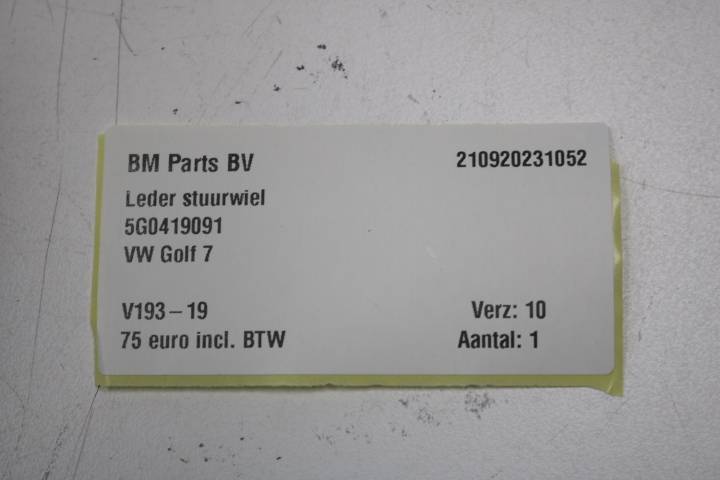 BM Parts BV 210920231052
Leder stuurwiel
5G0419091
VW Golf 7
V193-19 Verz: 10
75 euro incl. BTW Aantal: 1